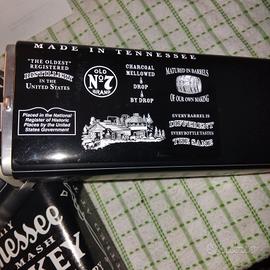 MADE IN TENNESSEE
"THE OLDEST"
REGISTERED
DISTILLERY
IN THE
UNITED STATES
OLD
No 7
BRAND
CHARCOAL
MELLOWED
DROP
BY DROP
MATURED IN BARRELS
OF OUR OWN MAKING
Placed in the National
Register of Historic
Places by the United
States Government
EVERY BARREL IS
DIFFERENT
EVERY BOTTLE TASTES
THE SAME
nessee
MASH
KEY